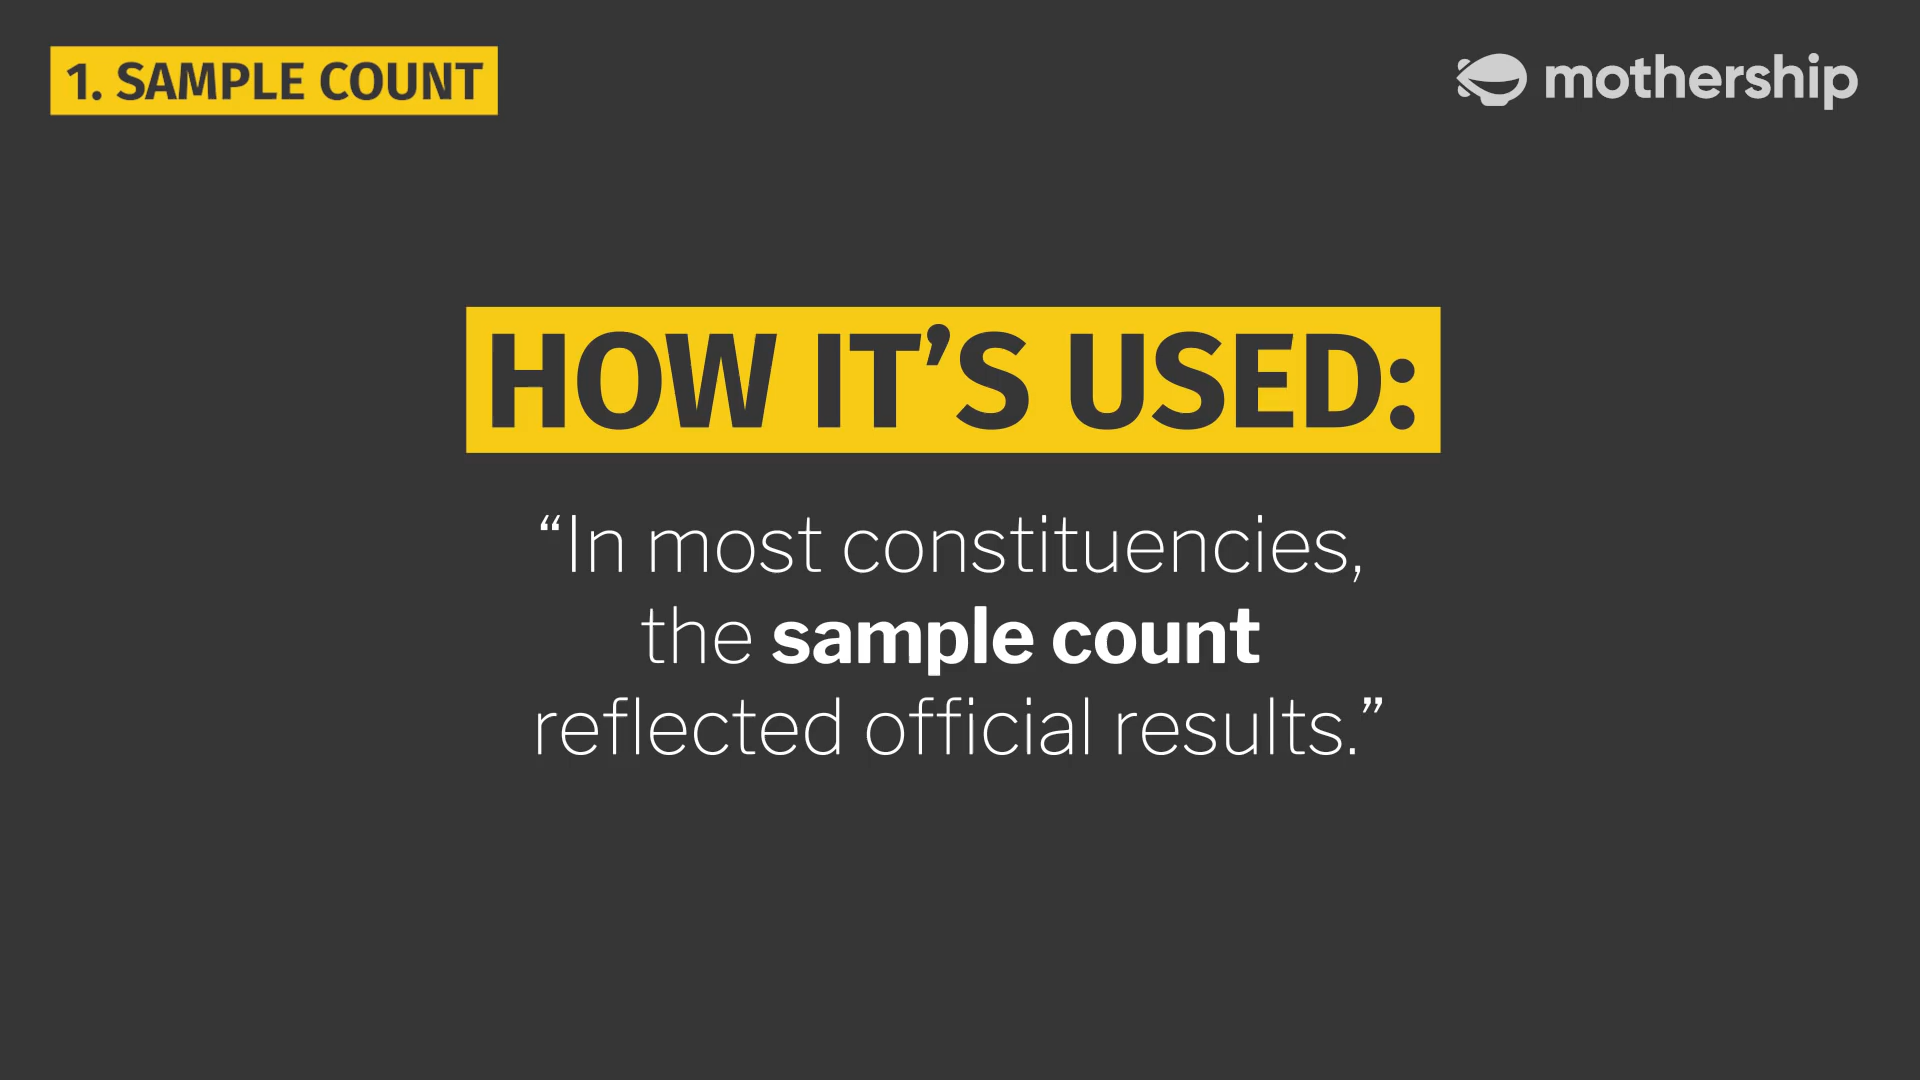 1. SAMPLE COUNT
mothership
HOW IT’S USED:
“In most constituencies,
the sample count
reflected official results.”